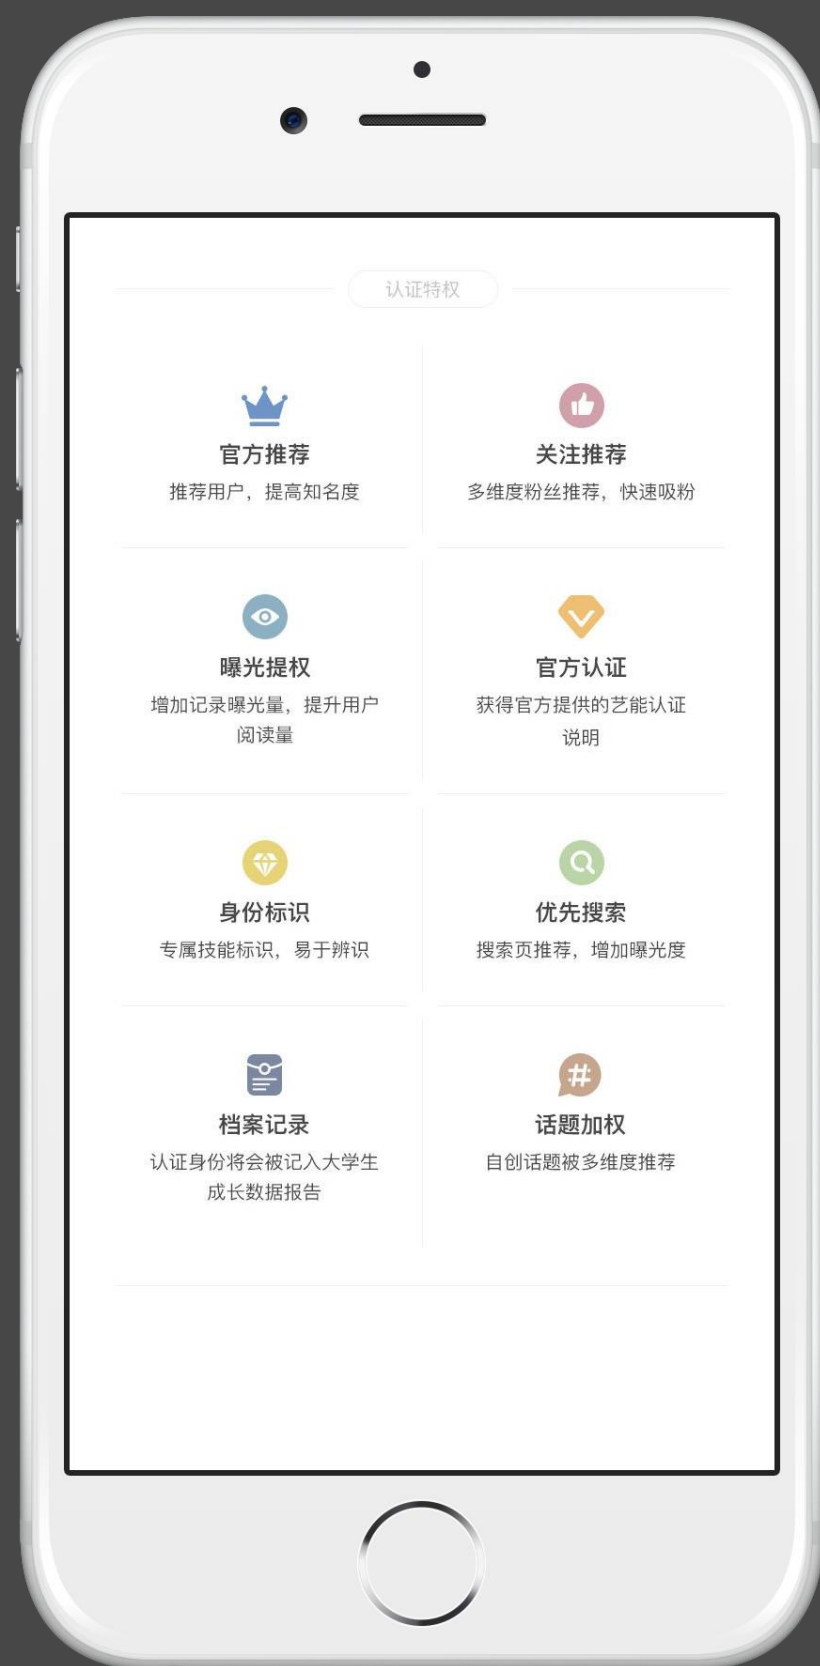 认证特权
官方推荐
推荐用户，提高知名度
关注推荐
多维度粉丝推荐，快速吸粉
曝光提权
增加记录曝光量，提升用户
阅读量
官方认证
获得官方提供的艺能认证
说明
身份标识
专属技能标识，易于辨识
优先搜索
搜索页推荐，增加曝光度
档案记录
认证身份将会被记入大学生
成长数据报告
话题加权
自创话题被多维度推荐